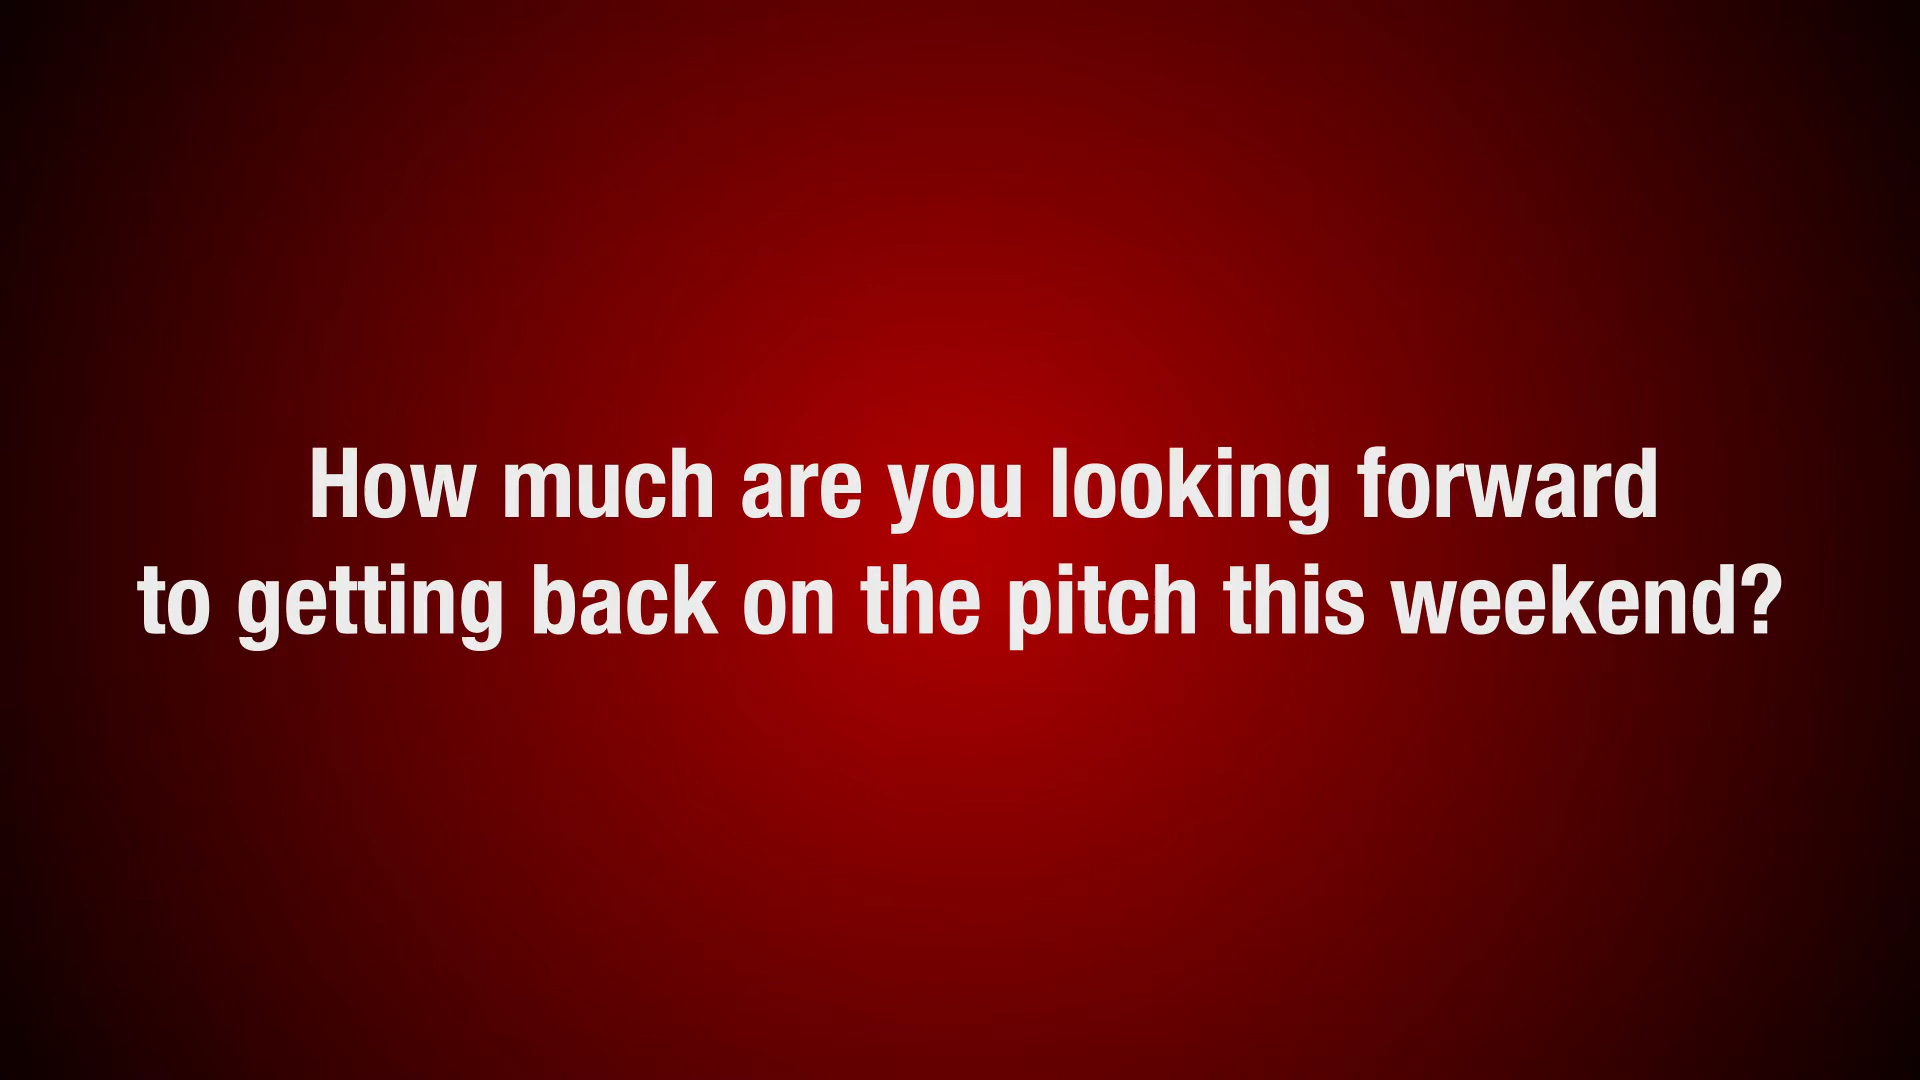 How much are you looking forward
to getting back on the pitch this weekend?